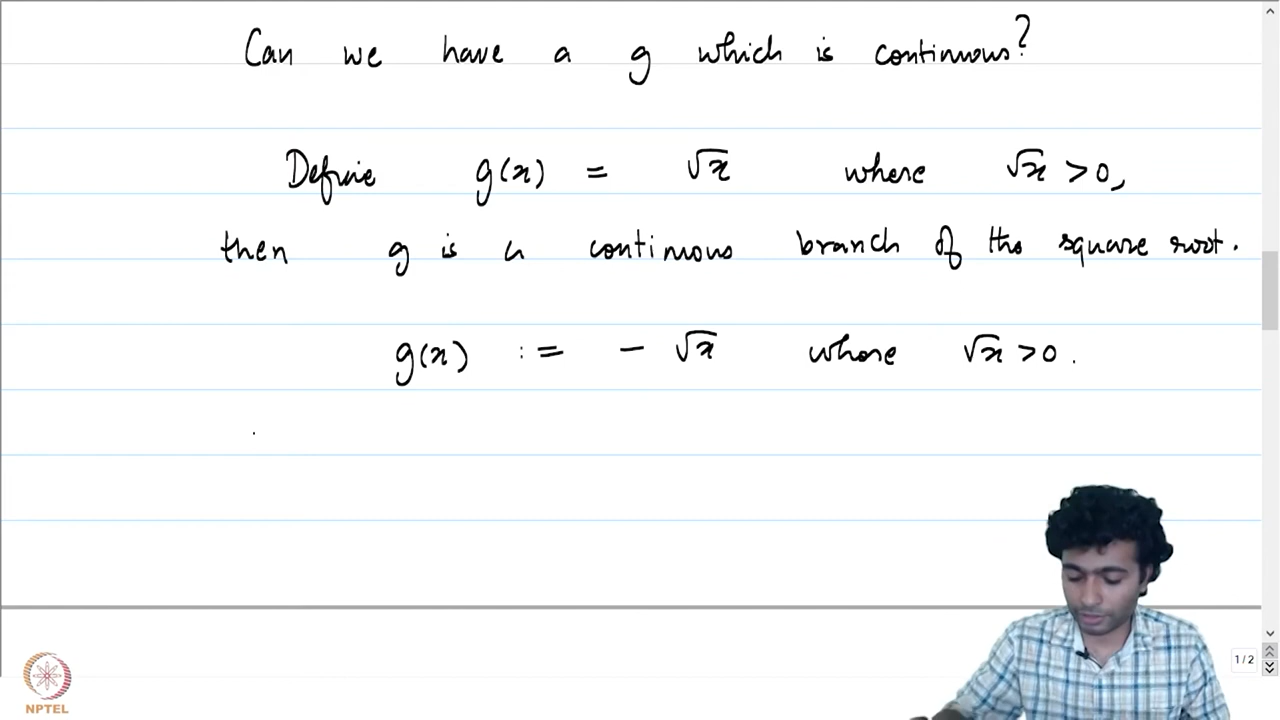 Can we have a g which is continuous?
Define g(x) = √x where √x > 0,
then g is a continuous branch of the square root.
g(x) := - √x where √x > 0.
1/2
NPTEL